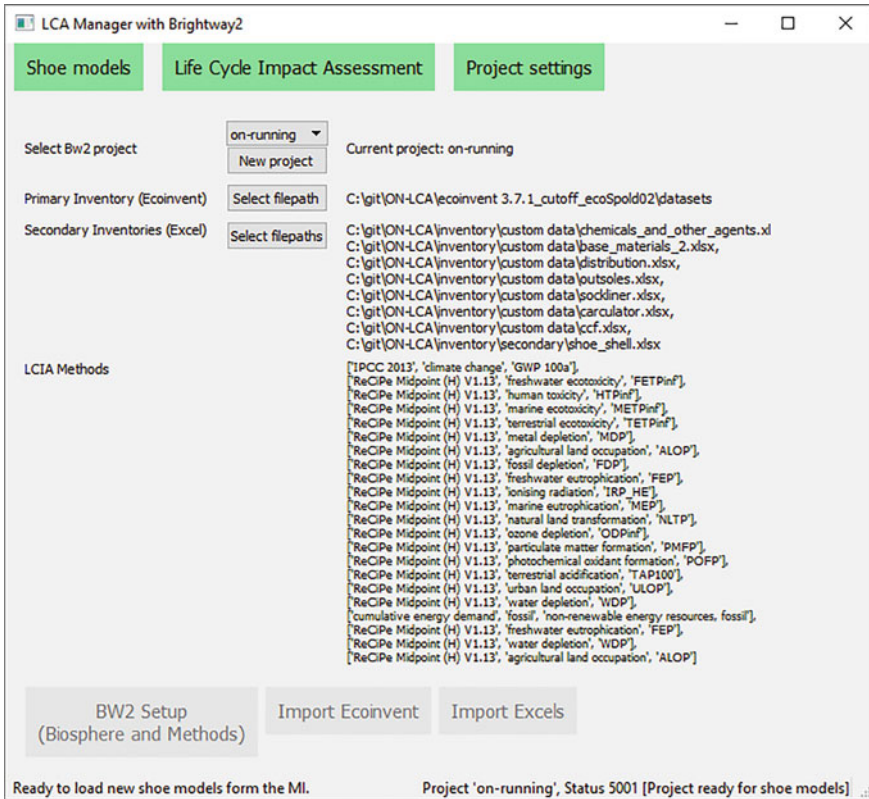 LCA Manager with Brightway2
Shoe models Life Cycle Impact Assessment Project settings
Select Bw2 project on-running
New project Current project: on-running
Primary Inventory (Ecoinvent) Select filepath C:\git\ON-LCA\ecoinvent 3.7.1_cutoff_ecoSpold02\datasets
Secondary Inventories (Excel) Select filepaths C:\git\ON-LCA\inventory\custom data\chemicals_and_other_agents.xl
C:\git\ON-LCA\inventory\custom data\base_materials_2.xlsx,
C:\git\ON-LCA\inventory\custom data\distribution.xlsx,
C:\git\ON-LCA\inventory\custom data\outsoles.xlsx,
C:\git\ON-LCA\inventory\custom data\sockliner.xlsx,
C:\git\ON-LCA\inventory\custom data\carculator.xlsx,
C:\git\ON-LCA\inventory\custom data\ccf.xlsx,
C:\git\ON-LCA\inventory\secondary\shoe_shell.xlsx
LCIA Methods ['IPCC 2013', 'climate change', 'GWP 100a'],
['ReCiPe Midpoint (H) V1.13', 'freshwater ecotoxicity', 'FETPinf'],
['ReCiPe Midpoint (H) V1.13', 'human toxicity', 'HTPinf'],
['ReCiPe Midpoint (H) V1.13', 'marine ecotoxicity', 'METPinf'],
['ReCiPe Midpoint (H) V1.13', 'terrestrial ecotoxicity', 'TETPinf'],
['ReCiPe Midpoint (H) V1.13', 'metal depletion', 'MDP'],
['ReCiPe Midpoint (H) V1.13', 'agricultural land occupation', 'ALOP'],
['ReCiPe Midpoint (H) V1.13', 'fossil depletion', 'FDP'],
['ReCiPe Midpoint (H) V1.13', 'freshwater eutrophication', 'FEP'],
['ReCiPe Midpoint (H) V1.13', 'ionising radiation', 'IRP_HE'],
['ReCiPe Midpoint (H) V1.13', 'marine eutrophication', 'MEP'],
['ReCiPe Midpoint (H) V1.13', 'natural land transformation', 'NLTP'],
['ReCiPe Midpoint (H) V1.13', 'ozone depletion', 'ODPinf'],
['ReCiPe Midpoint (H) V1.13', 'particulate matter formation', 'PMFP'],
['ReCiPe Midpoint (H) V1.13', 'photochemical oxidant formation', 'POFP'],
['ReCiPe Midpoint (H) V1.13', 'terrestrial acidification', 'TAP100'],
['ReCiPe Midpoint (H) V1.13', 'urban land occupation', 'ULOP'],
['ReCiPe Midpoint (H) V1.13', 'water depletion', 'WDP'],
['cumulative energy demand', 'fossil', 'non-renewable energy resources, fossil'],
['ReCiPe Midpoint (H) V1.13', 'freshwater eutrophication', 'FEP'],
['ReCiPe Midpoint (H) V1.13', 'water depletion', 'WDP'],
['ReCiPe Midpoint (H) V1.13', 'agricultural land occupation', 'ALOP']
BW2 Setup
(Biosphere and Methods) Import Ecoinvent Import Excels
Ready to load new shoe models form the MI. Project 'on-running', Status 5001 [Project ready for shoe models]